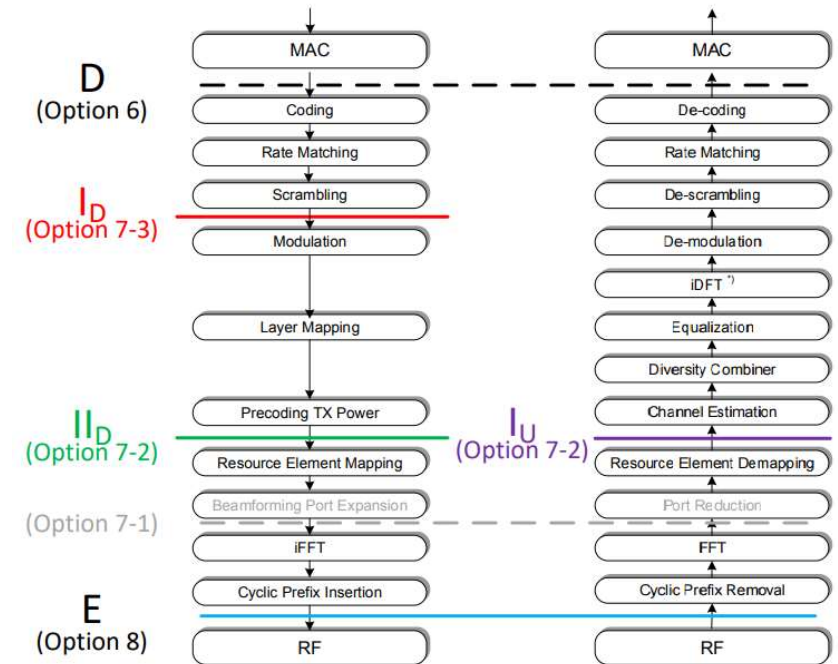 MAC
MAC
D
(Option 6)
Coding
De-coding
Rate Matching
Rate Matching
I_D
(Option 7-3)
Scrambling
De-scrambling
Modulation
De-modulation
iDFT *)
Layer Mapping
Equalization
Diversity Combiner
II_D
(Option 7-2)
Precoding TX Power
I_U
(Option 7-2)
Channel Estimation
Resource Element Mapping
Resource Element Demapping
Beamforming Port Expansion
Port Reduction
(Option 7-1)
iFFT
FFT
Cyclic Prefix Insertion
Cyclic Prefix Removal
E
(Option 8)
RF
RF